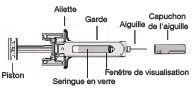 Ailette
Garde
Aiguille
Capuchon
de l'aiguille
Piston
Seringue en verre
Fenêtre de visualisation